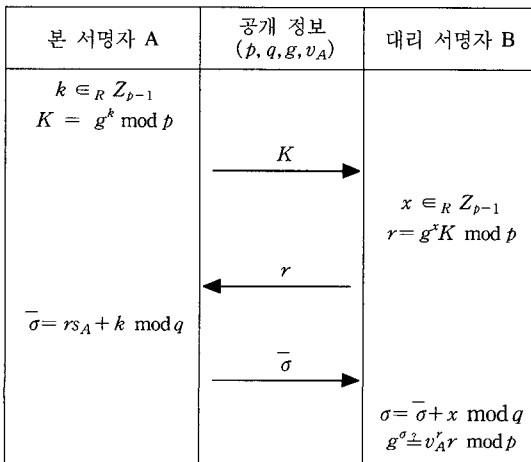 본 서명자 A
공개 정보
(p, q, g, v_A)
대리 서명자 B
k ∈_R Z_{p-1}
K = g^k mod p
K
x ∈_R Z_{p-1}
r = g^x K mod p
r
σ̄ = rs_A + k mod q
σ̄
σ = σ̄ + x mod q
g^σ ≟ v_A^r r mod p